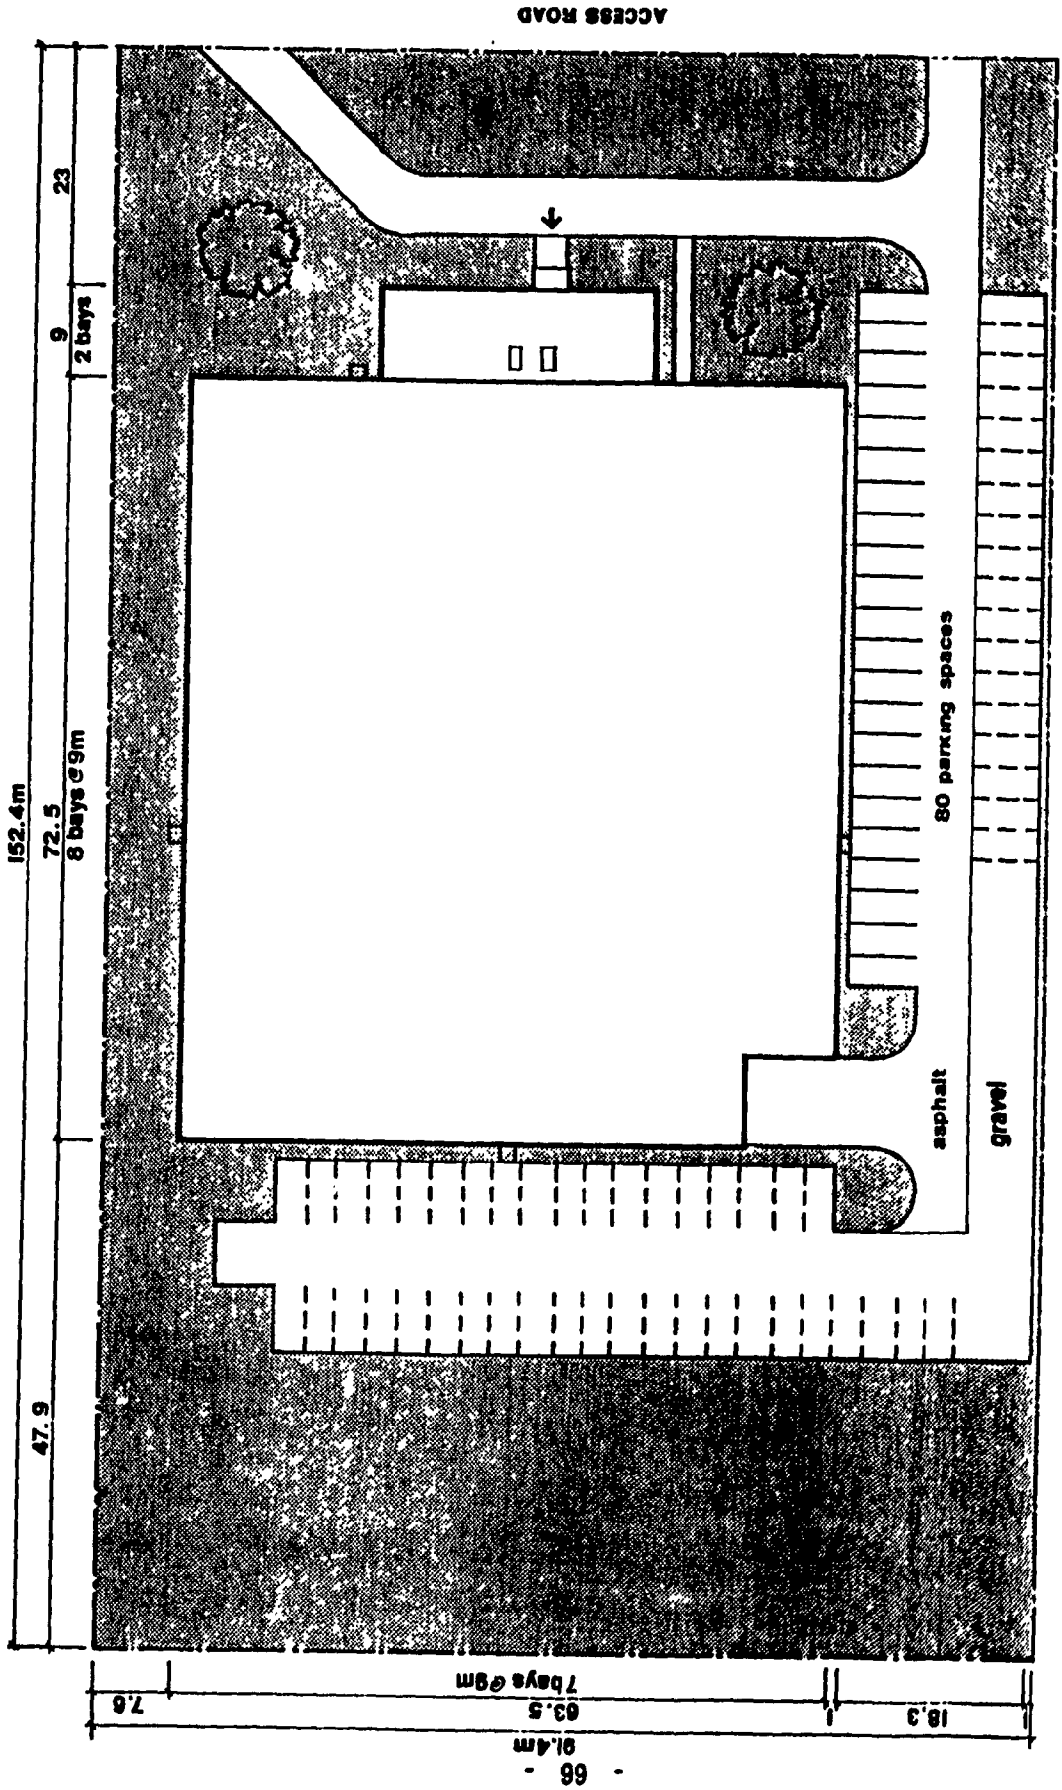 ACCESS ROAD
152.4m
47.9
72.5
9
23
8 bays @ 9m
2 bays
80 parking spaces
asphalt
gravel
7.6
7 bays @ 9m
63.5
18.3
91.4m
- 66 -